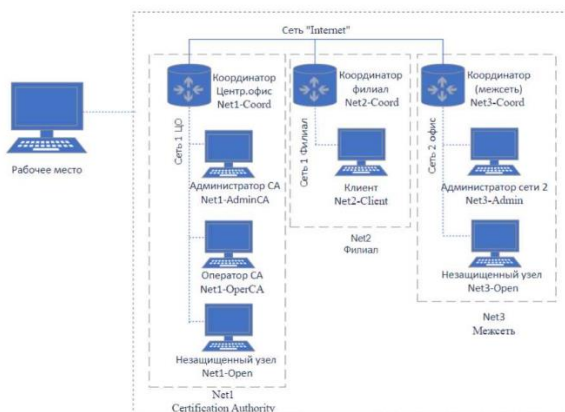 Сеть "Internet"
Координатор
Центр.офис
Net1-Coord
Координатор
филиал
Net2-Coord
Координатор
(межсеть)
Net3-Coord
Сеть 1 ЦО
Сеть 1 Филиал
Сеть 2 офис
Рабочее место
Администратор СА
Net1-AdminCA
Клиент
Net2-Client
Администратор сети 2
Net3-Admin
Net2
Филиал
Оператор СА
Net1-OperCA
Незащищенный узел
Net3-Open
Net3
Межсеть
Незащищенный узел
Net1-Open
Net1
Certification Authority